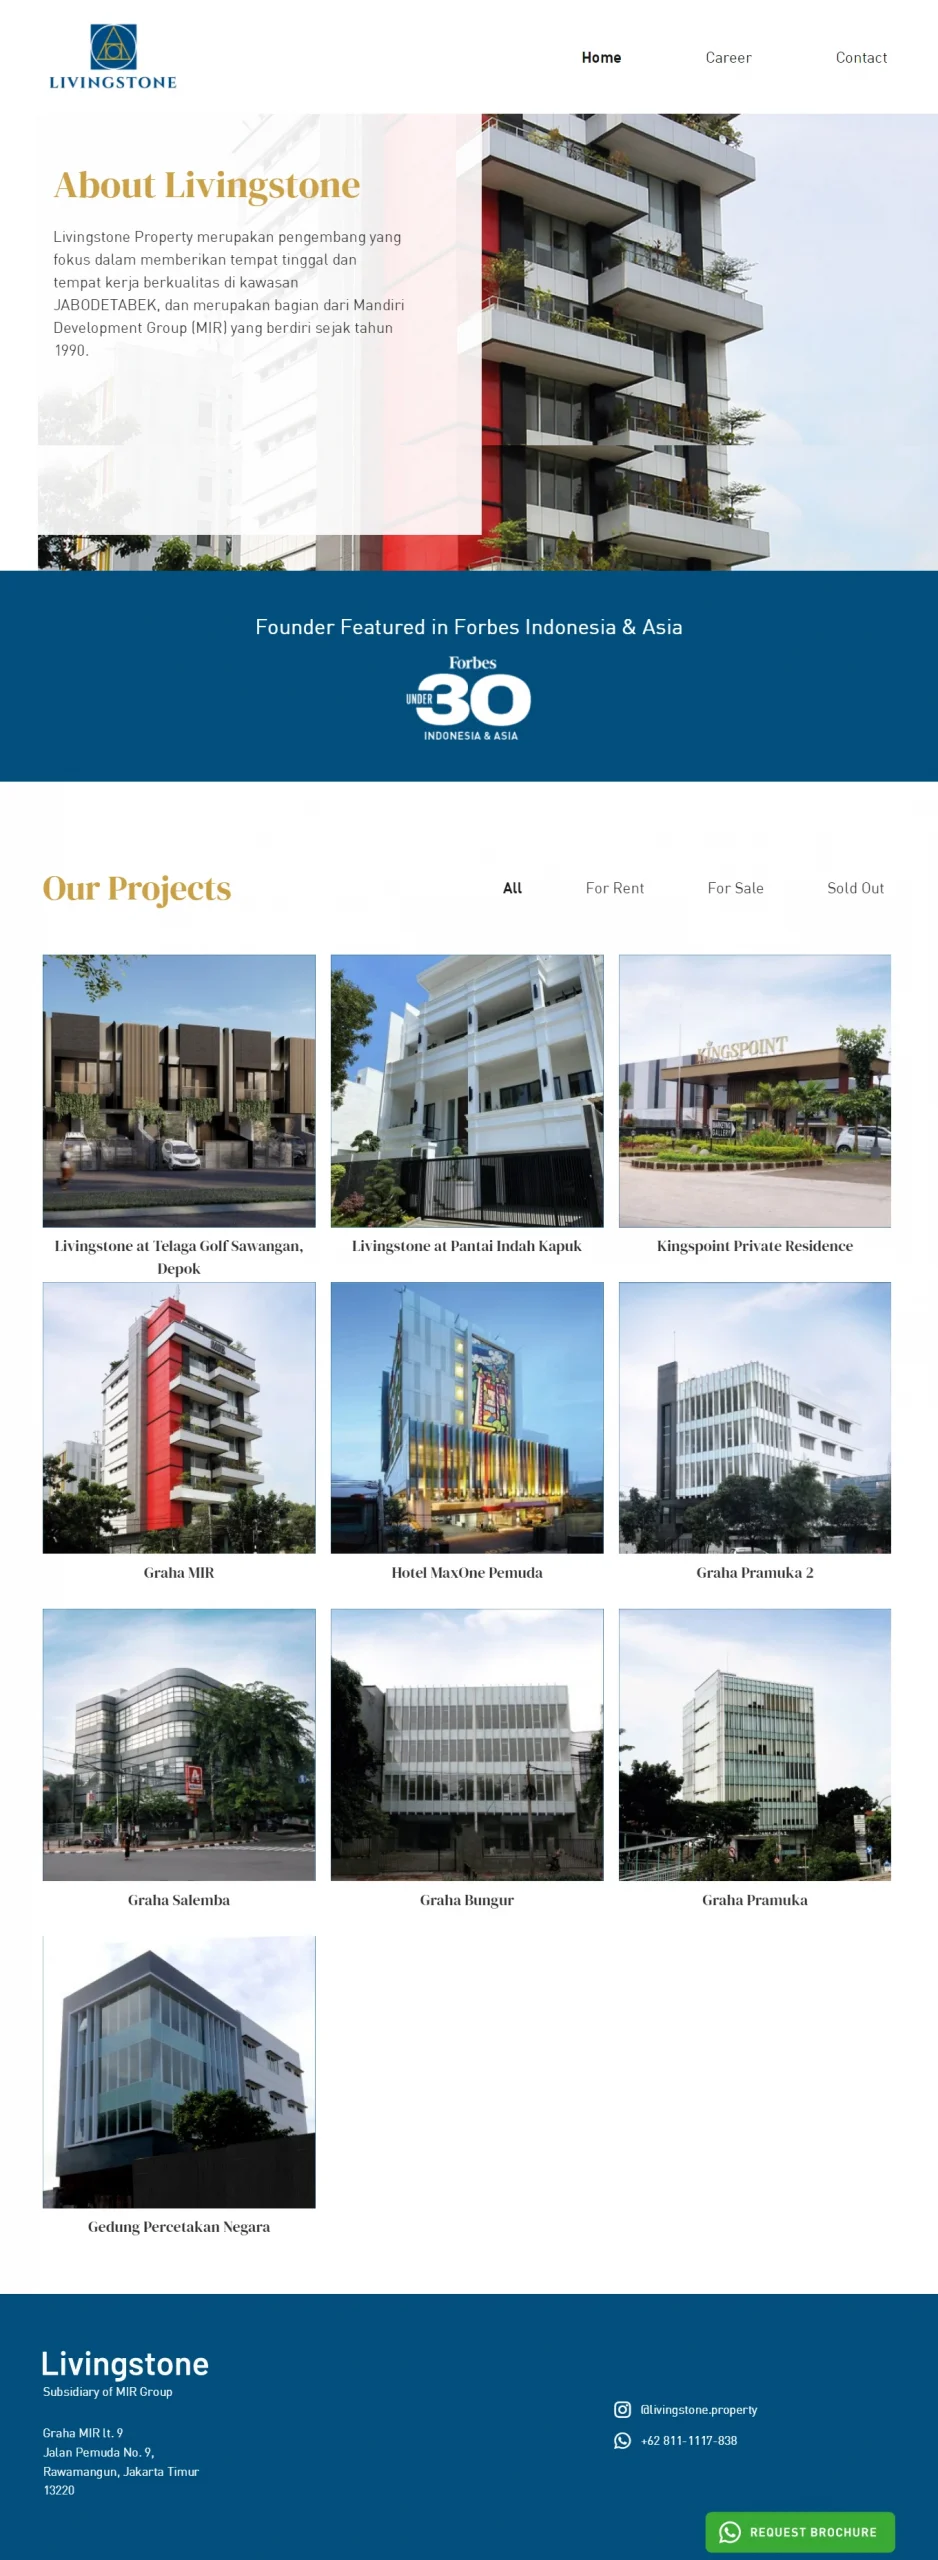 LIVINGSTONE
Home
Career
Contact
About Livingstone
Livingstone Property merupakan pengembang yang
fokus dalam memberikan tempat tinggal dan
tempat kerja berkualitas di kawasan
JABODETABEK, dan merupakan bagian dari Mandiri
Development Group (MIR) yang berdiri sejak tahun
1990.
Founder Featured in Forbes Indonesia & Asia
Forbes
UNDER 30
INDONESIA & ASIA
Our Projects
All
For Rent
For Sale
Sold Out
KINGSPOINT
MARKETING
GALLERY
Livingstone at Telaga Golf Sawangan,
Depok
Livingstone at Pantai Indah Kapuk
Kingspoint Private Residence
Graha MIR
Hotel MaxOne Pemuda
Graha Pramuka 2
Graha Salemba
Graha Bungur
Graha Pramuka
Gedung Percetakan Negara
Livingstone
Subsidiary of MIR Group
Graha MIR lt. 9
Jalan Pemuda No. 9,
Rawamangun, Jakarta Timur
13220
@livingstone.property
+62 811-1117-838
REQUEST BROCHURE